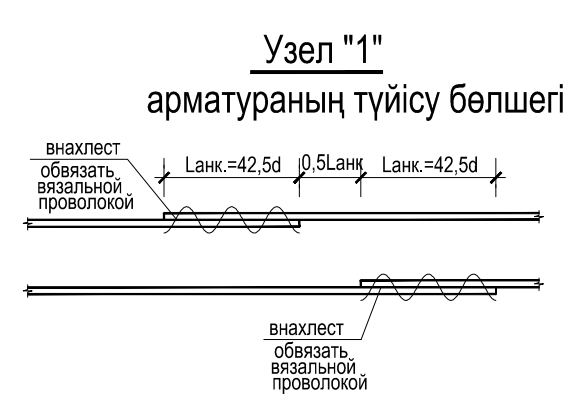 Узел "1"
арматураның түйісу бөлшегі
внахлест
обвязать
вязальной
проволокой
Lанк.=42,5d
0,5Lанк
Lанк.=42,5d
внахлест
обвязать
вязальной
проволокой